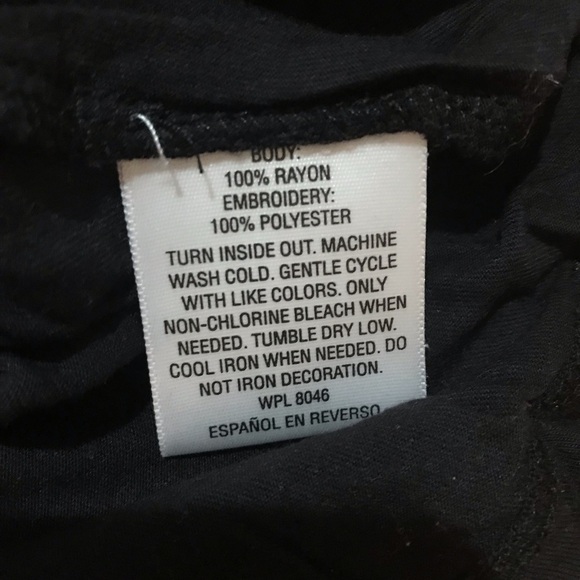 BODY:
100% RAYON
EMBROIDERY:
100% POLYESTER
TURN INSIDE OUT. MACHINE
WASH COLD. GENTLE CYCLE
WITH LIKE COLORS. ONLY
NON-CHLORINE BLEACH WHEN
NEEDED. TUMBLE DRY LOW.
COOL IRON WHEN NEEDED. DO
NOT IRON DECORATION.
WPL 8046
ESPAÑOL EN REVERSO